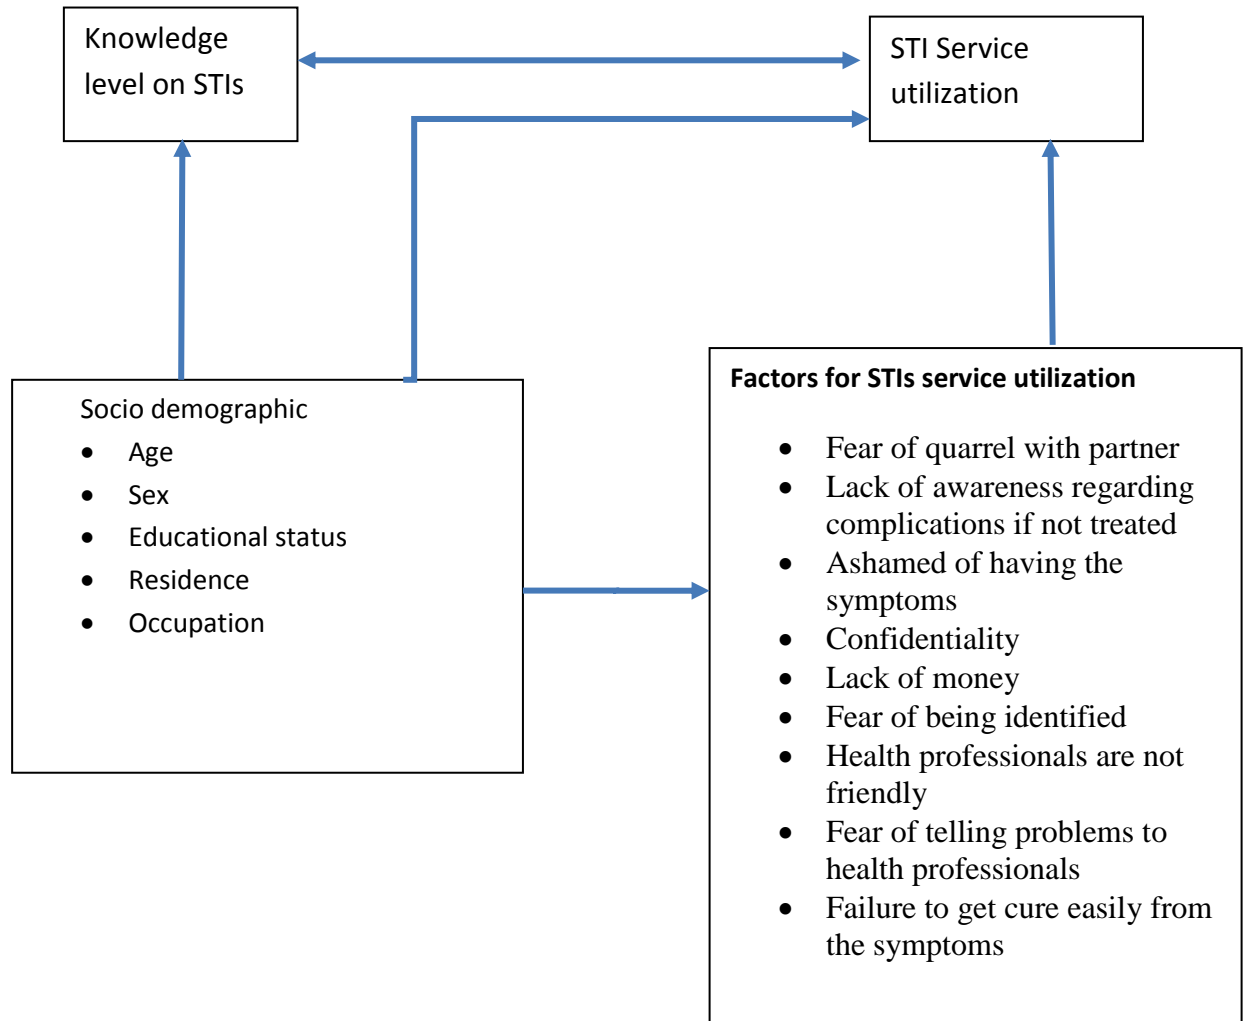 Knowledge
level on STIs
STI Service
utilization
Socio demographic
• Age
• Sex
• Educational status
• Residence
• Occupation
Factors for STIs service utilization
• Fear of quarrel with partner
• Lack of awareness regarding
complications if not treated
• Ashamed of having the
symptoms
• Confidentiality
• Lack of money
• Fear of being identified
• Health professionals are not
friendly
• Fear of telling problems to
health professionals
• Failure to get cure easily from
the symptoms